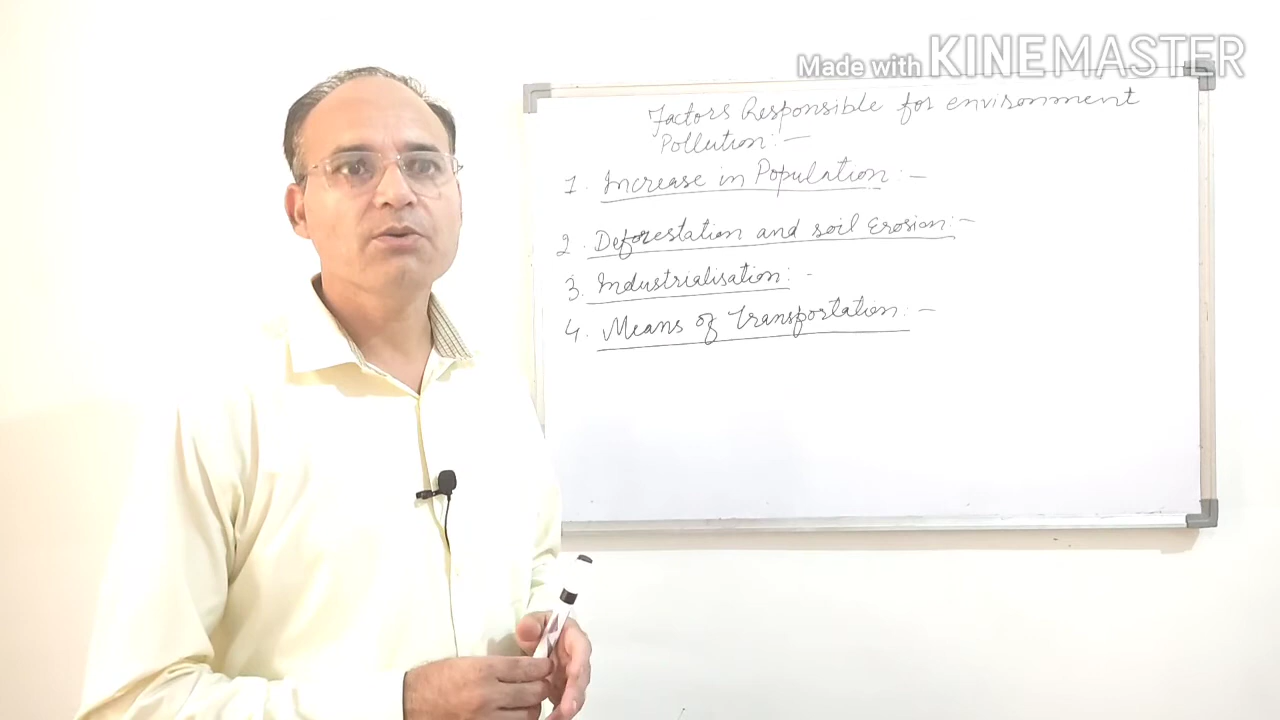 Made with KINEMASTER
Factors Responsible for environment
Pollution:-
1. Increase in Population:-
2. Deforestation and soil Erosion:-
3. Industrialisation:-
4. Means of Transportation:-